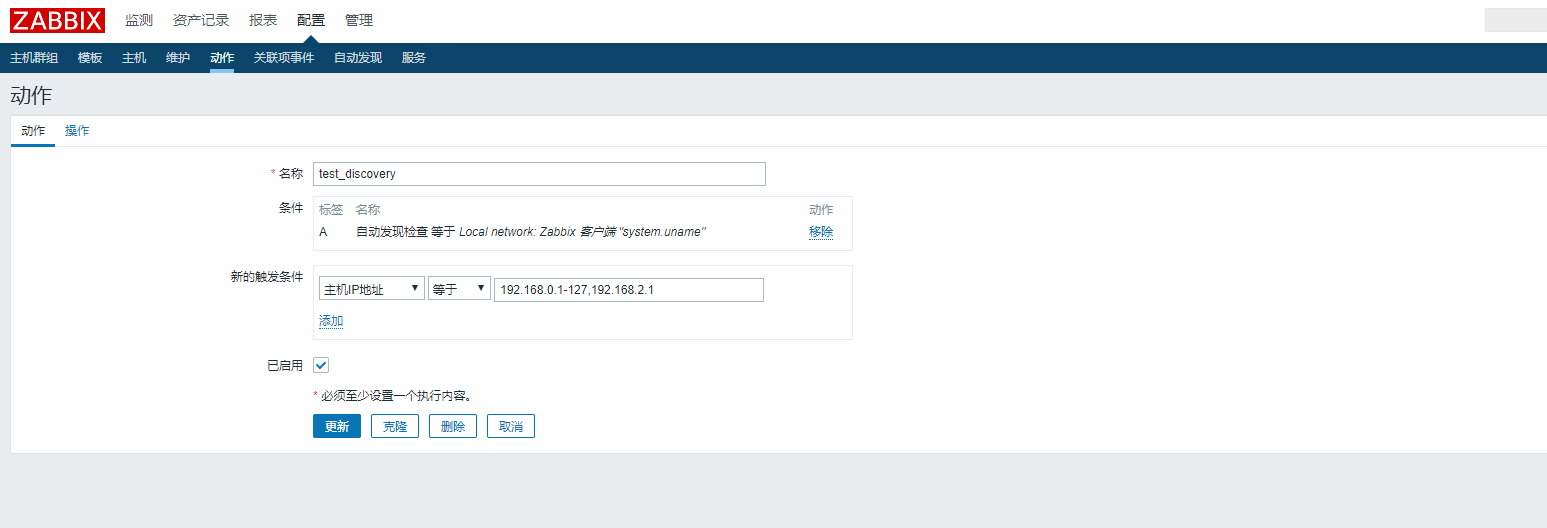 ZABBIX 监测 资产记录 报表 配置 管理
主机群组 模板 主机 维护 动作 关联项事件 自动发现 服务
动作
动作 操作
* 名称 test_discovery
条件 标签 名称 动作
A 自动发现检查 等于 Local network: Zabbix 客户端 "system.uname" 移除
新的触发条件
主机IP地址 ▼ 等于 ▼ 192.168.0.1-127,192.168.2.1
添加
已启用
* 必须至少设置一个执行内容。
更新 克隆 删除 取消